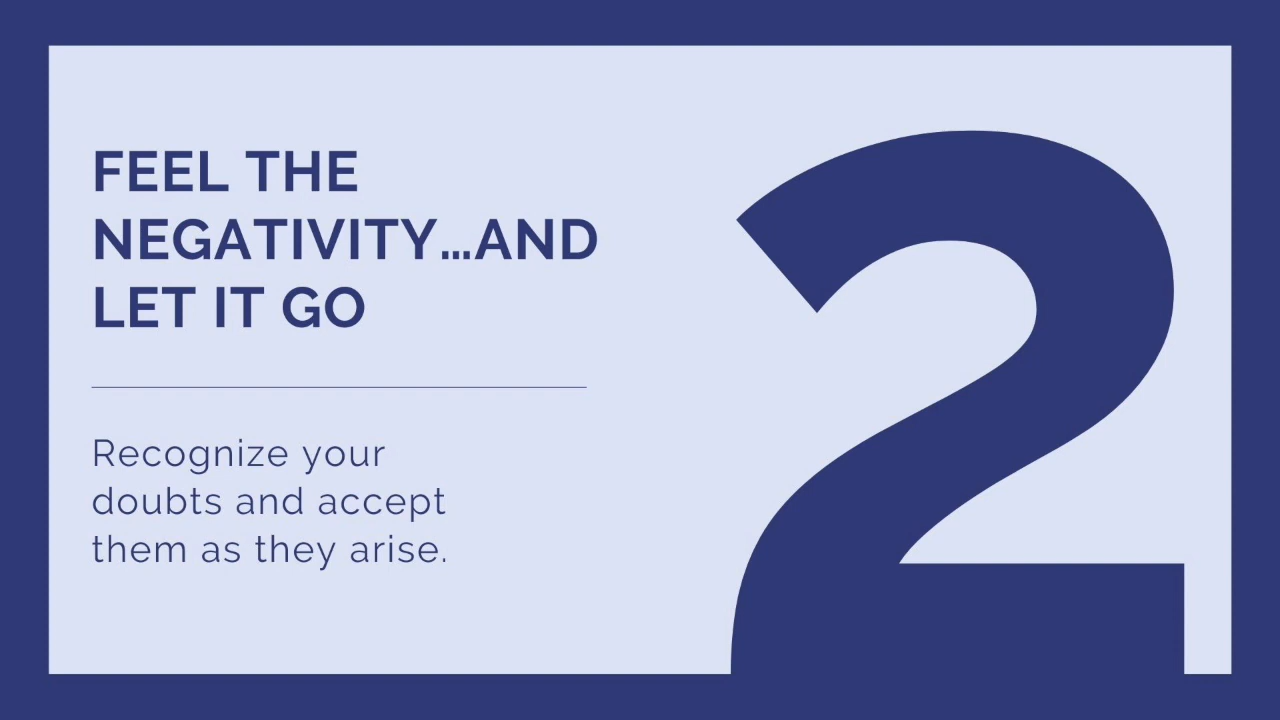 FEEL THE
NEGATIVITY...AND
LET IT GO
Recognize your
doubts and accept
them as they arise.
2